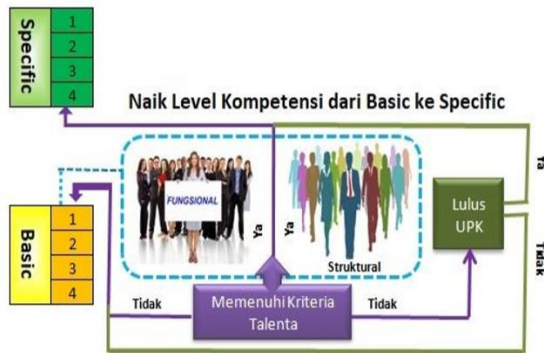 Specific
1
2
3
4
Naik Level Kompetensi dari Basic ke Specific
FUNGSIONAL
Ya
Ya
Struktural
Ya
Lulus
UPK
Tidak
Basic
1
2
3
4
Tidak
Memenuhi Kriteria
Talenta
Tidak